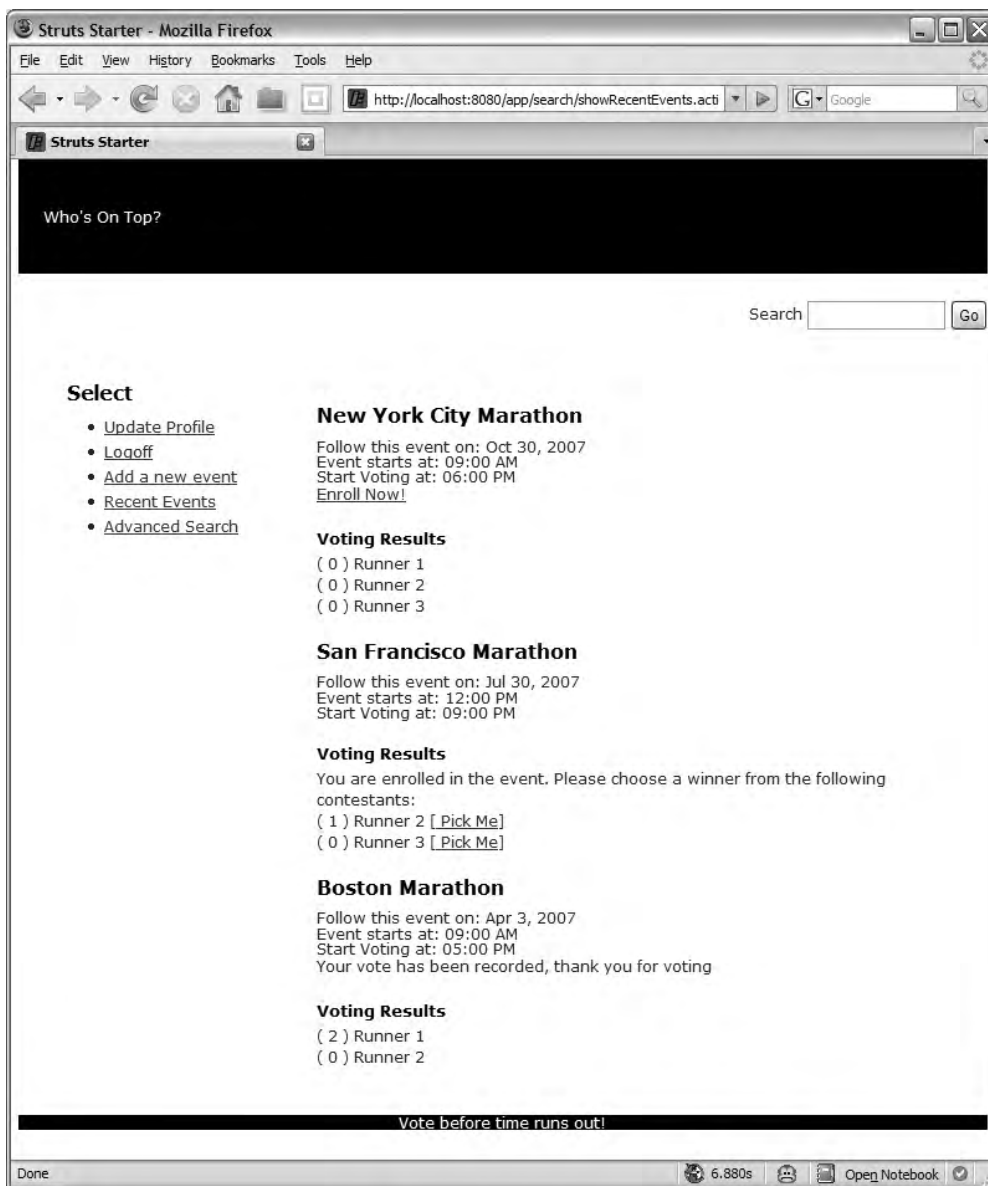 Struts Starter - Mozilla Firefox
File Edit View History Bookmarks Tools Help
http://localhost:8080/app/search/showRecentEvents.acti
G Google
Struts Starter
Who's On Top?
Search Go
Select
• Update Profile
• Logoff
• Add a new event
• Recent Events
• Advanced Search
New York City Marathon
Follow this event on: Oct 30, 2007
Event starts at: 09:00 AM
Start Voting at: 06:00 PM
Enroll Now!
Voting Results
( 0 ) Runner 1
( 0 ) Runner 2
( 0 ) Runner 3
San Francisco Marathon
Follow this event on: Jul 30, 2007
Event starts at: 12:00 PM
Start Voting at: 09:00 PM
Voting Results
You are enrolled in the event. Please choose a winner from the following
contestants:
( 1 ) Runner 2 [ Pick Me]
( 0 ) Runner 3 [ Pick Me]
Boston Marathon
Follow this event on: Apr 3, 2007
Event starts at: 09:00 AM
Start Voting at: 05:00 PM
Your vote has been recorded, thank you for voting
Voting Results
( 2 ) Runner 1
( 0 ) Runner 2
Vote before time runs out!
Done 6.880s Open Notebook